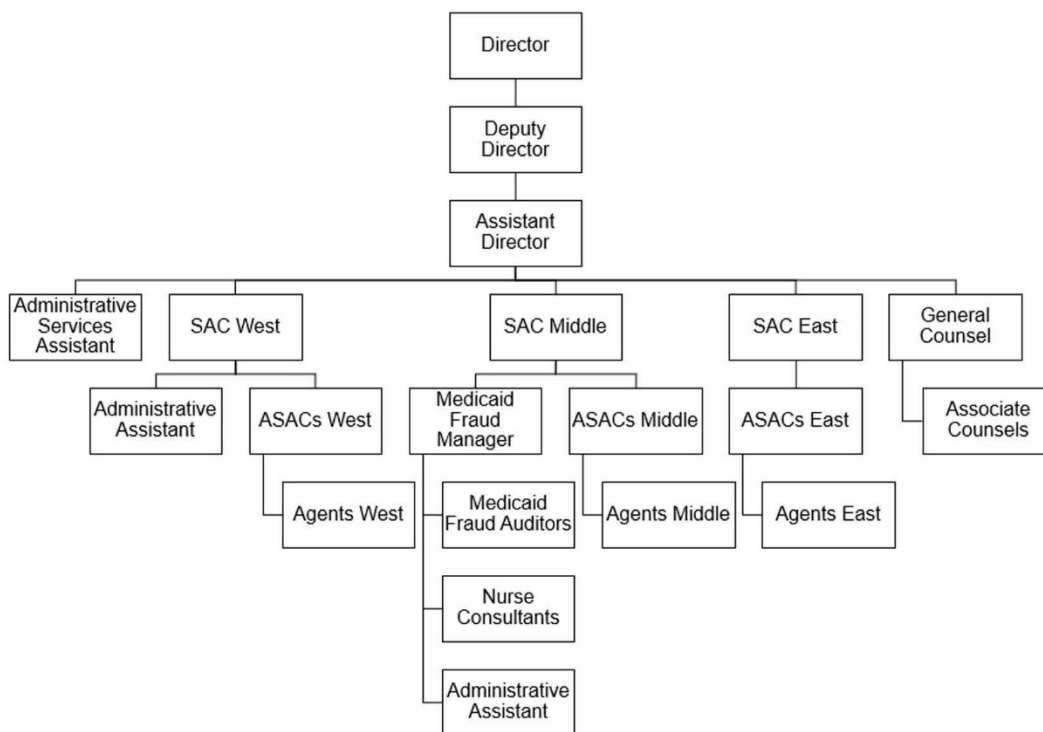 Director
Deputy
Director
Assistant
Director
Administrative
Services
Assistant
SAC West
SAC Middle
SAC East
General
Counsel
Administrative
Assistant
ASACs West
Medicaid
Fraud
Manager
ASACs Middle
ASACs East
Associate
Counsels
Agents West
Medicaid
Fraud Auditors
Agents Middle
Agents East
Nurse
Consultants
Administrative
Assistant